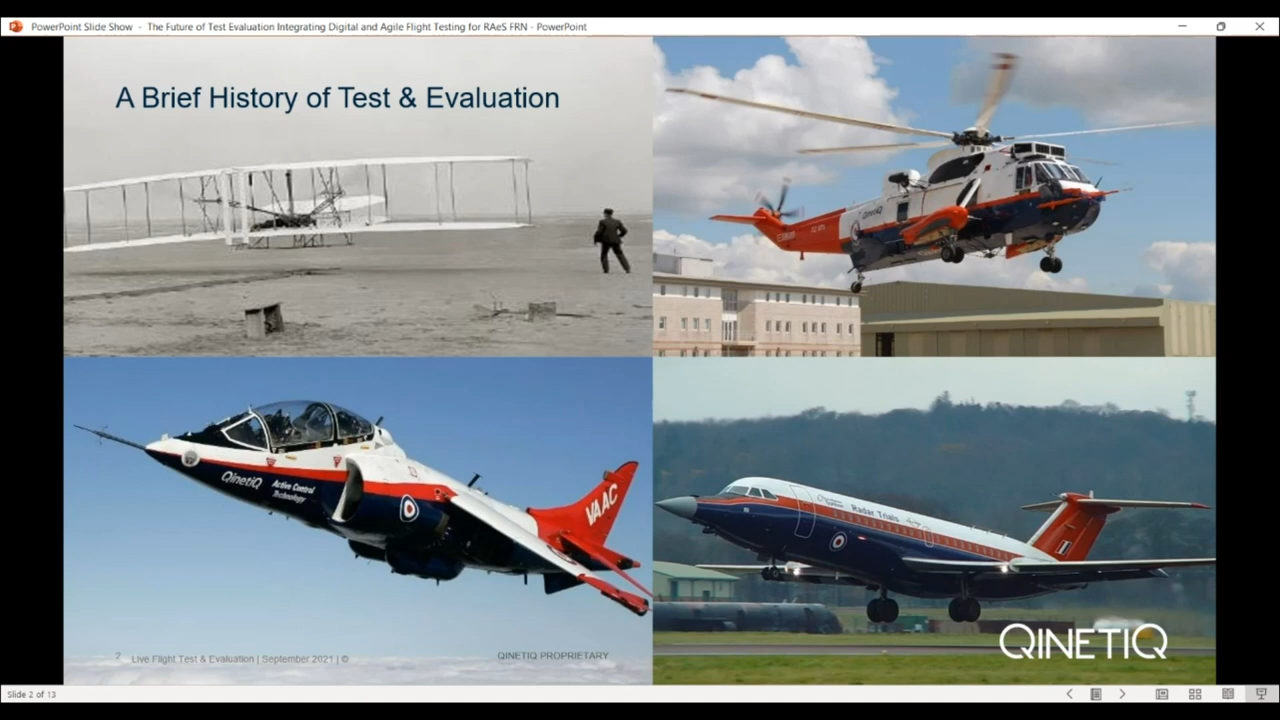 PowerPoint Slide Show - The Future of Test Evaluation Integrating Digital and Agile Flight Testing for RAeS FRN - PowerPoint
A Brief History of Test & Evaluation
QinetiQ
QinetiQ
Active Control
Technology
VAAC
Radar Trials
2 Live Flight Test & Evaluation | September 2021 | ©
QINETIQ PROPRIETARY
QINETIQ
Slide 2 of 13